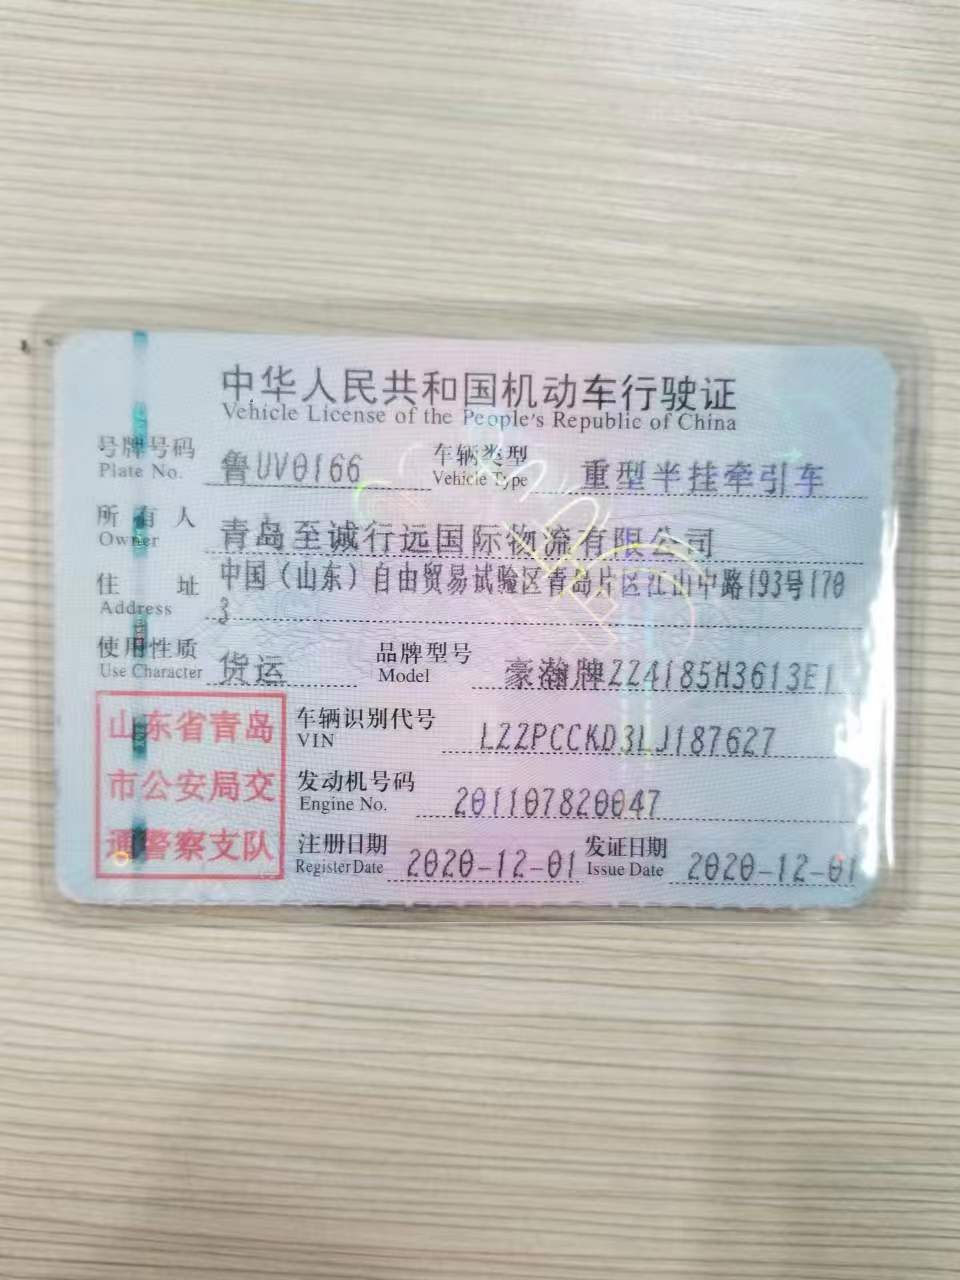 中华人民共和国机动车行驶证
Vehicle License of the People's Republic of China
号牌号码 鲁UV0166 车辆类型 重型半挂牵引车
Plate No. Vehicle Type
所有人 青岛至诚行远国际物流有限公司
Owner
住址 中国（山东）自由贸易试验区青岛片区江山中路193号170
Address 3
使用性质 货运 品牌型号 豪瀚牌ZZ4185H3613E1
Use Character Model
山东省青岛
市公安局交
通警察支队
车辆识别代号 LZZPCCKD3LJ187627
VIN
发动机号码 201107820047
Engine No.
注册日期 2020-12-01 发证日期 2020-12-01
Register Date Issue Date